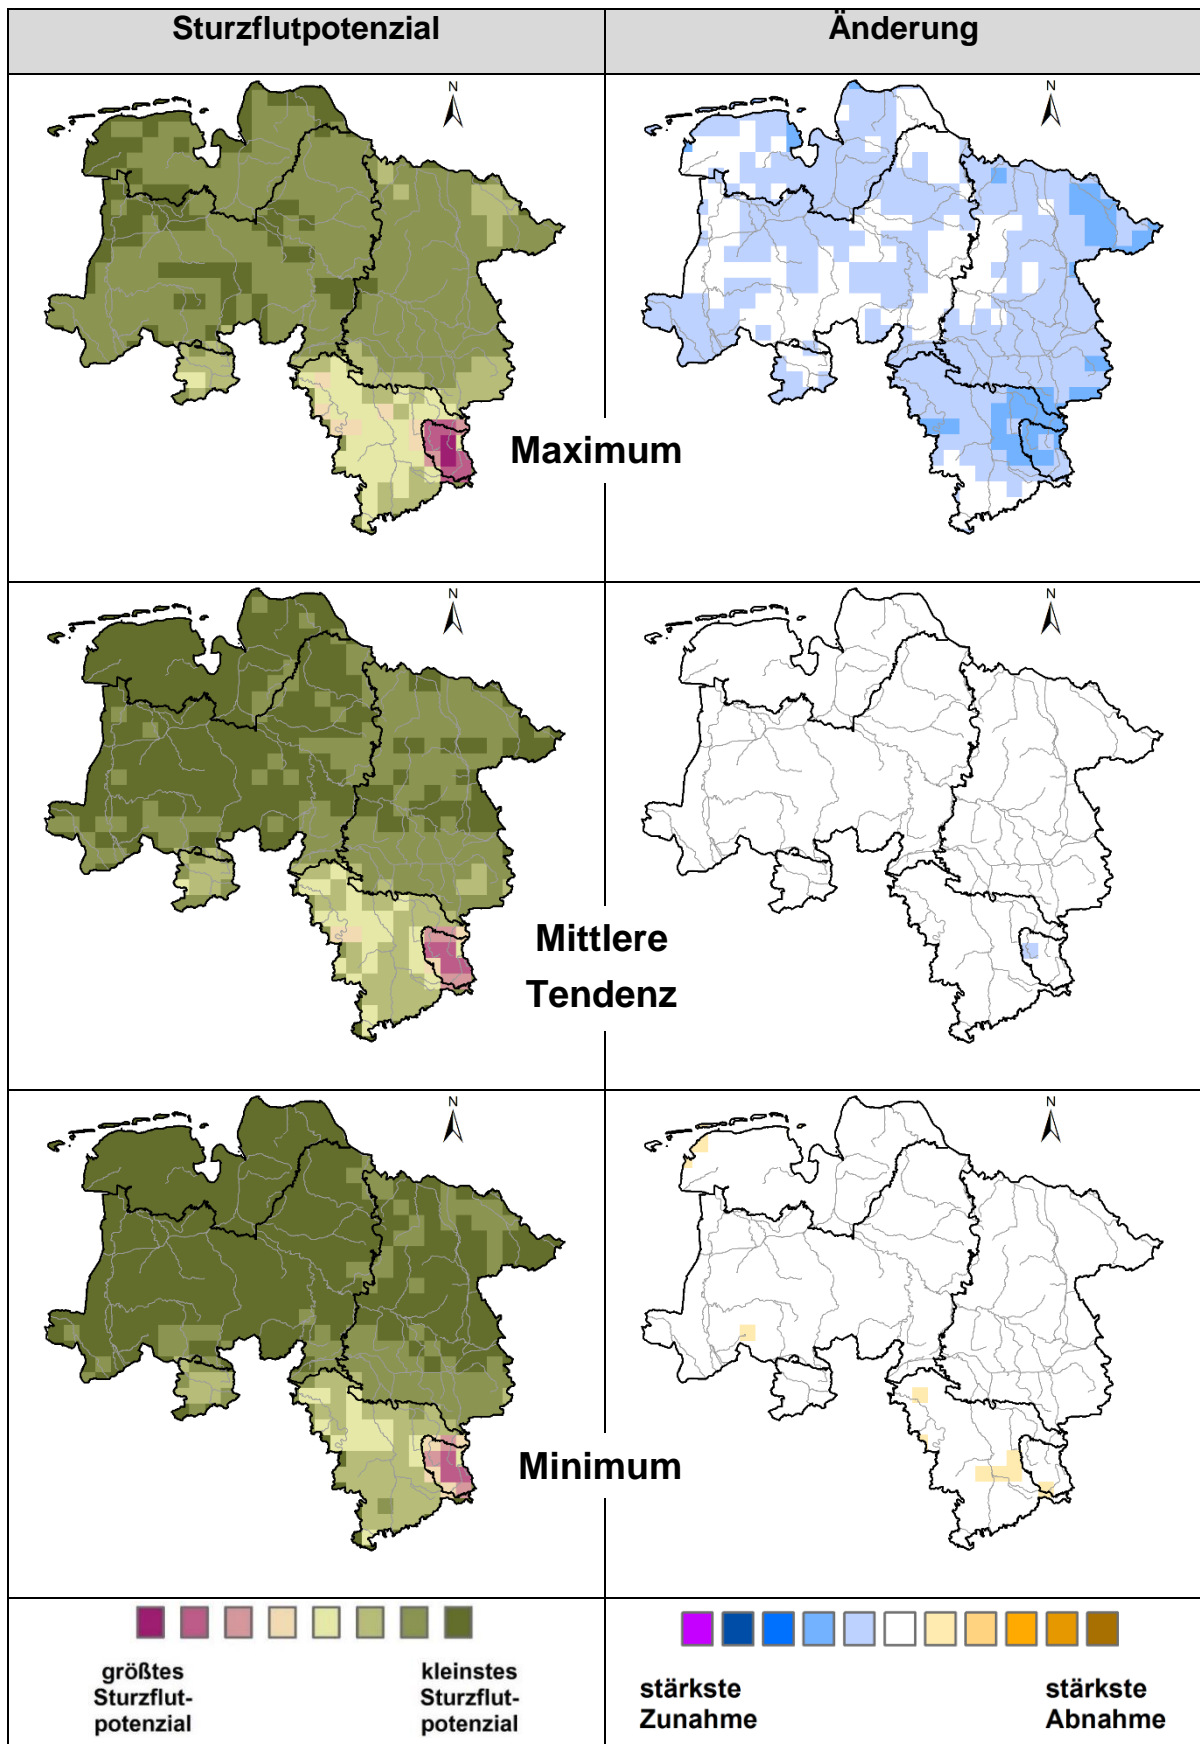 Sturzflutpotenzial
Änderung
N
N
Maximum
N
N
Mittlere
Tendenz
N
N
Minimum
größtes
Sturzflut-
potenzial
kleinstes
Sturzflut-
potenzial
stärkste
Zunahme
stärkste
Abnahme